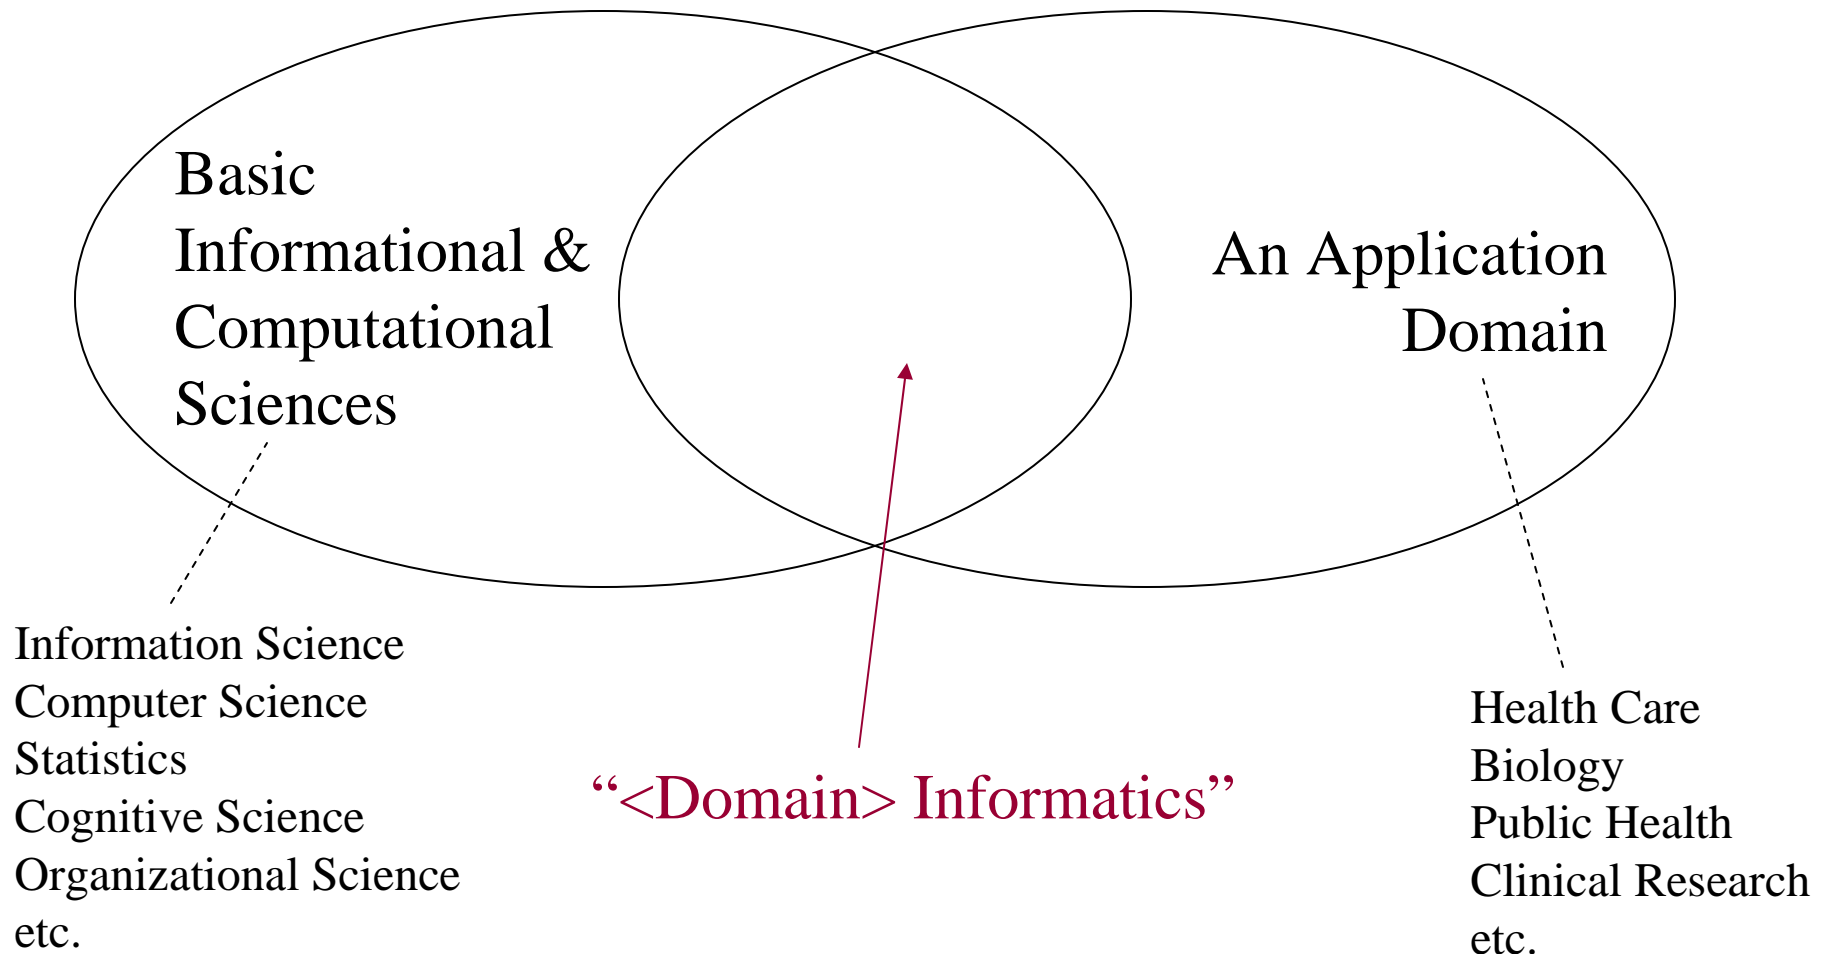 Basic
Informational &
Computational
Sciences
An Application
Domain
Information Science
Computer Science
Statistics
Cognitive Science
Organizational Science
etc.
“<Domain> Informatics”
Health Care
Biology
Public Health
Clinical Research
etc.